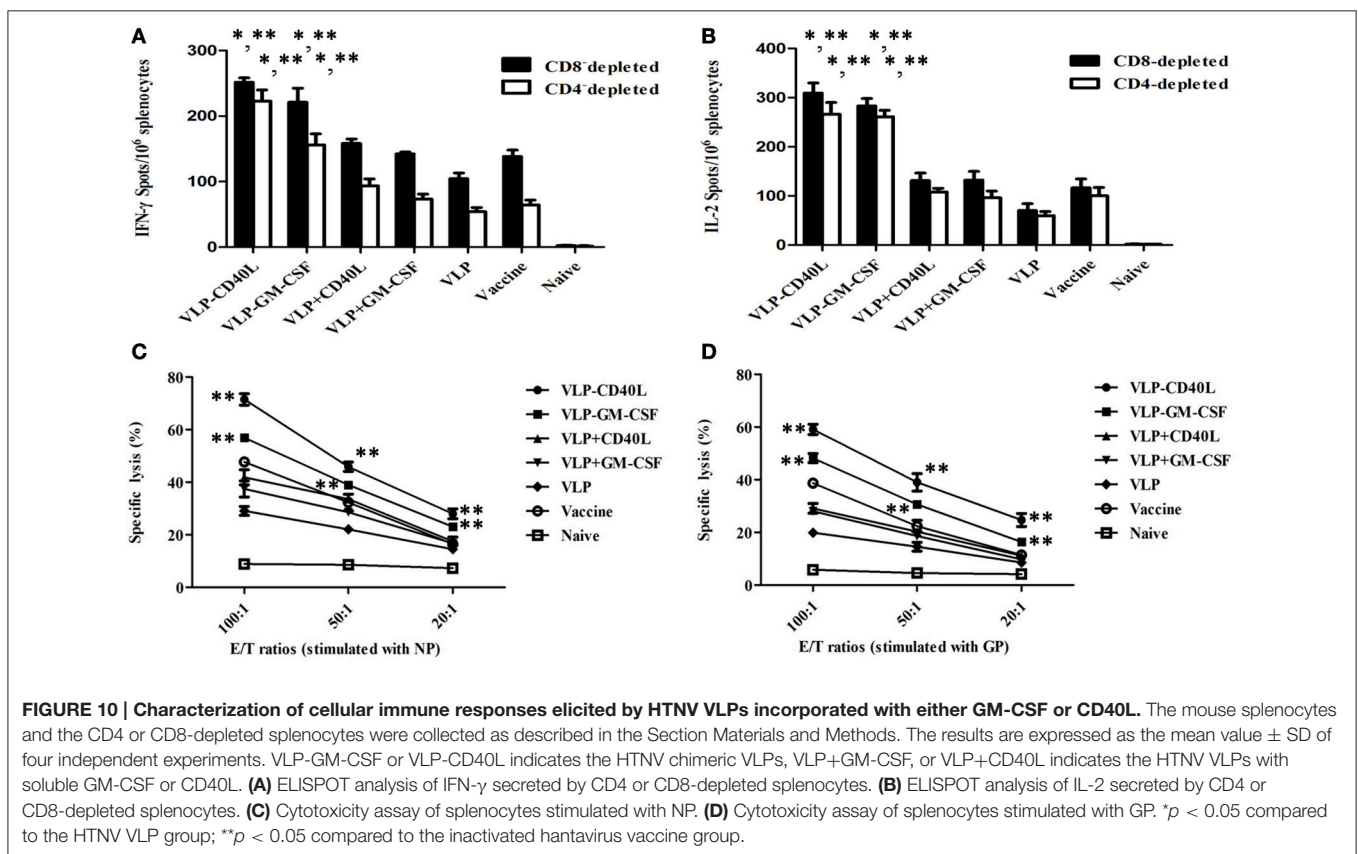 A
*,** *,**
*,** *,**
CD8-depleted
CD4-depleted
IFN-γ Spots/10⁶ splenocytes
300
200
100
0
VLP-CD40L
VLP-GM-CSF
VLP+CD40L
VLP+GM-CSF
VLP
Vaccine
Naive
B
*,** *,**
*,** *,**
CD8-depleted
CD4-depleted
IL-2 Spots/10⁶ splenocytes
400
300
200
100
0
VLP-CD40L
VLP-GM-CSF
VLP+CD40L
VLP+GM-CSF
VLP
Vaccine
Naive
C
Specific lysis (%)
80
60
40
20
0
**
**
**
**
**
**
100:1
50:1
20:1
E/T ratios (stimulated with NP)
VLP-CD40L
VLP-GM-CSF
VLP+CD40L
VLP+GM-CSF
VLP
Vaccine
Naive
D
Specific lysis (%)
80
60
40
20
0
**
**
**
**
**
**
100:1
50:1
20:1
E/T ratios (stimulated with GP)
VLP-CD40L
VLP-GM-CSF
VLP+CD40L
VLP+GM-CSF
VLP
Vaccine
Naive
FIGURE 10 | Characterization of cellular immune responses elicited by HTNV VLPs incorporated with either GM-CSF or CD40L. The mouse splenocytes
and the CD4 or CD8-depleted splenocytes were collected as described in the Section Materials and Methods. The results are expressed as the mean value ± SD of
four independent experiments. VLP-GM-CSF or VLP-CD40L indicates the HTNV chimeric VLPs, VLP+GM-CSF, or VLP+CD40L indicates the HTNV VLPs with
soluble GM-CSF or CD40L. (A) ELISPOT analysis of IFN-γ secreted by CD4 or CD8-depleted splenocytes. (B) ELISPOT analysis of IL-2 secreted by CD4 or
CD8-depleted splenocytes. (C) Cytotoxicity assay of splenocytes stimulated with NP. (D) Cytotoxicity assay of splenocytes stimulated with GP. *p < 0.05 compared
to the HTNV VLP group; **p < 0.05 compared to the inactivated hantavirus vaccine group.